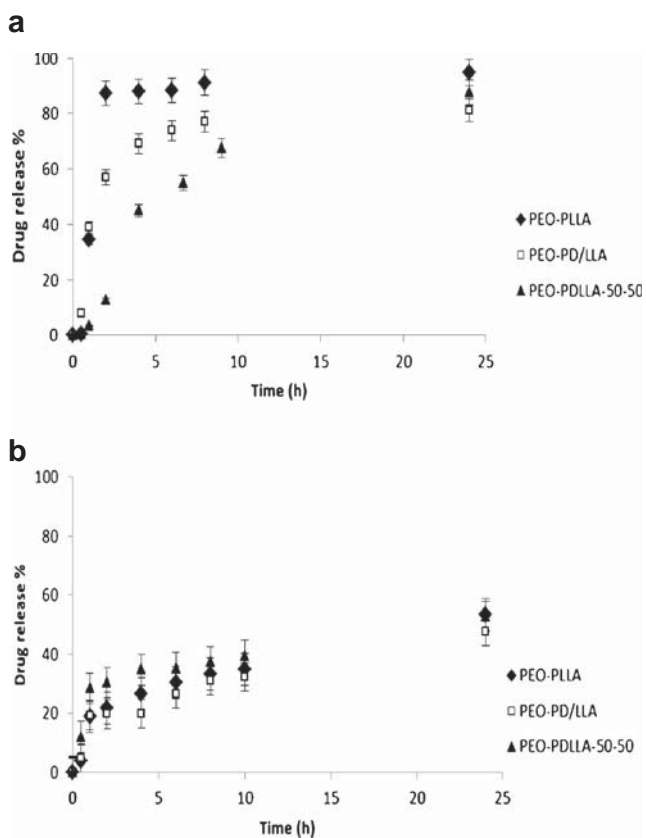 a
100
80
60
40
20
0
Drug release %
0 5 10 15 20 25
Time (h)
PEO-PLLA
PEO-PD/LLA
PEO-PDLLA-50-50
b
100
80
60
40
20
0
Drug release %
0 5 10 15 20 25
Time (h)
PEO-PLLA
PEO-PD/LLA
PEO-PDLLA-50-50